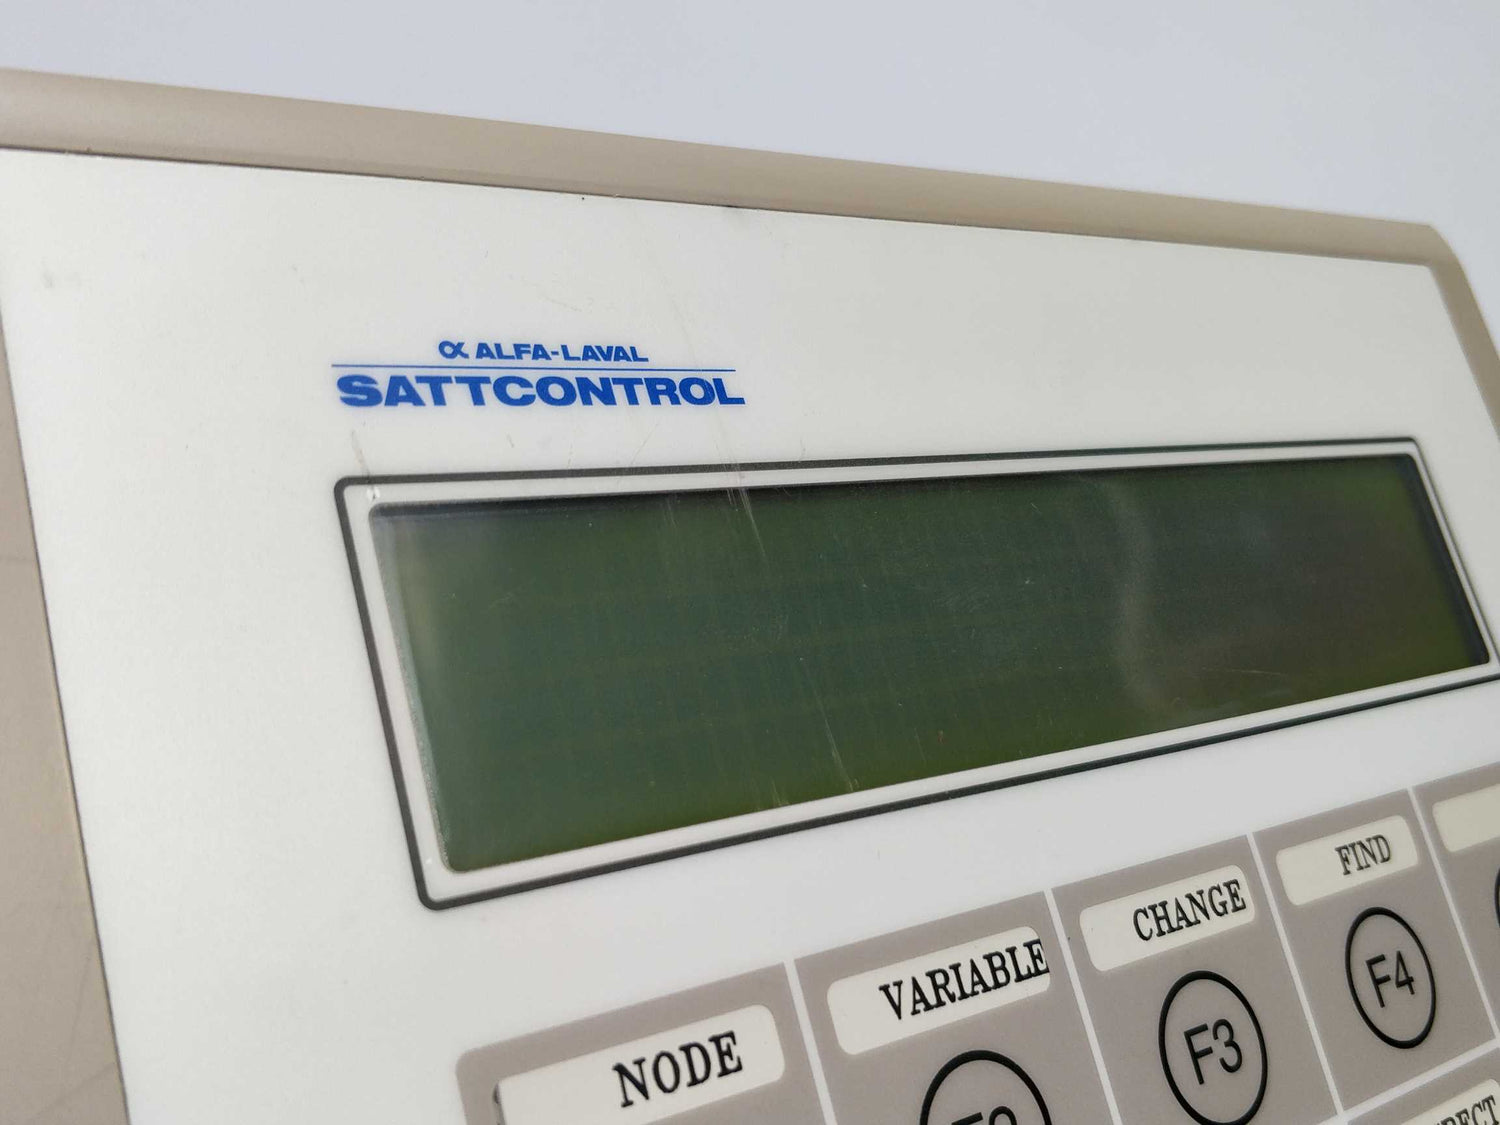 α ALFA-LAVAL
SATTCONTROL
NODE
VARIABLE
CHANGE
FIND
F3
F4